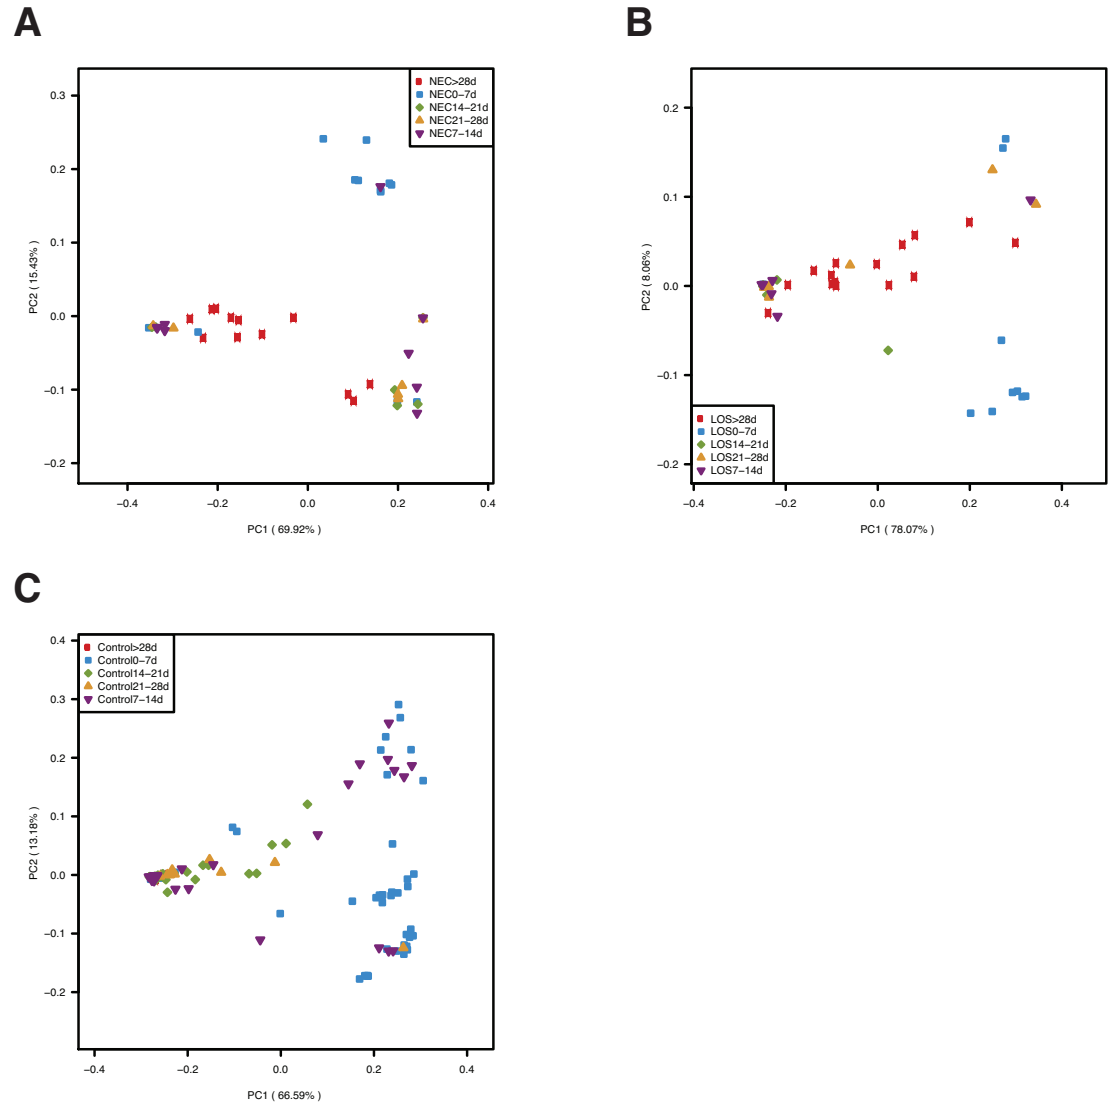 A
B
NEC>28d
NEC0−7d
NEC14−21d
NEC21−28d
NEC7−14d
0.3
0.2
0.1
0.0
−0.1
−0.2
PC2 ( 15.43% )
−0.4 −0.2 0.0 0.2 0.4
PC1 ( 69.92% )
0.2
0.1
0.0
−0.1
−0.2
PC2 ( 8.06% )
LOS>28d
LOS0−7d
LOS14−21d
LOS21−28d
LOS7−14d
−0.4 −0.2 0.0 0.2 0.4
PC1 ( 78.07% )
C
Control>28d
Control0−7d
Control14−21d
Control21−28d
Control7−14d
0.4
0.3
0.2
0.1
0.0
−0.1
−0.2
PC2 ( 13.18% )
−0.4 −0.2 0.0 0.2 0.4
PC1 ( 66.59% )